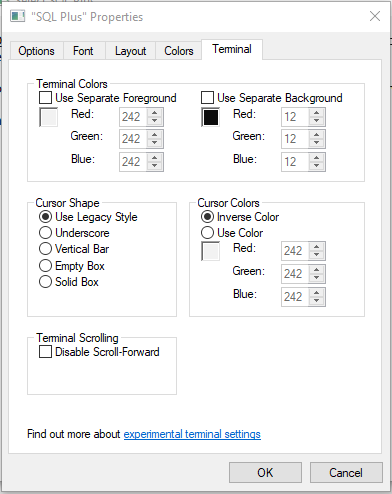 "SQL Plus" Properties
Options Font Layout Colors Terminal
Terminal Colors
Use Separate Foreground
Red: 242
Green: 242
Blue: 242
Use Separate Background
Red: 12
Green: 12
Blue: 12
Cursor Shape
Use Legacy Style
Underscore
Vertical Bar
Empty Box
Solid Box
Cursor Colors
Inverse Color
Use Color
Red: 242
Green: 242
Blue: 242
Terminal Scrolling
Disable Scroll-Forward
Find out more about experimental terminal settings
OK Cancel